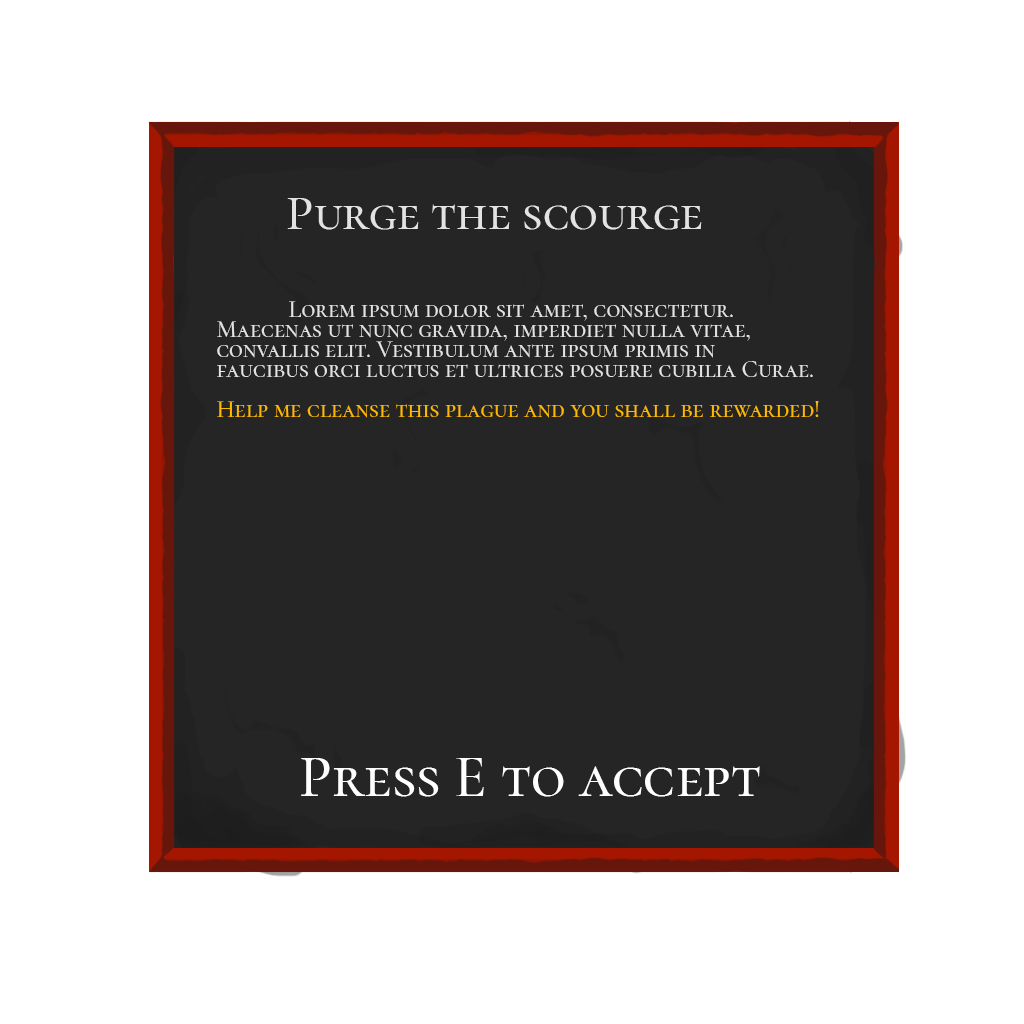 Purge the scourge
Lorem ipsum dolor sit amet, consectetur.
Maecenas ut nunc gravida, imperdiet nulla vitae,
convallis elit. Vestibulum ante ipsum primis in
faucibus orci luctus et ultrices posuere cubilia Curae.
Help me cleanse this plague and you shall be rewarded!
Press E to accept